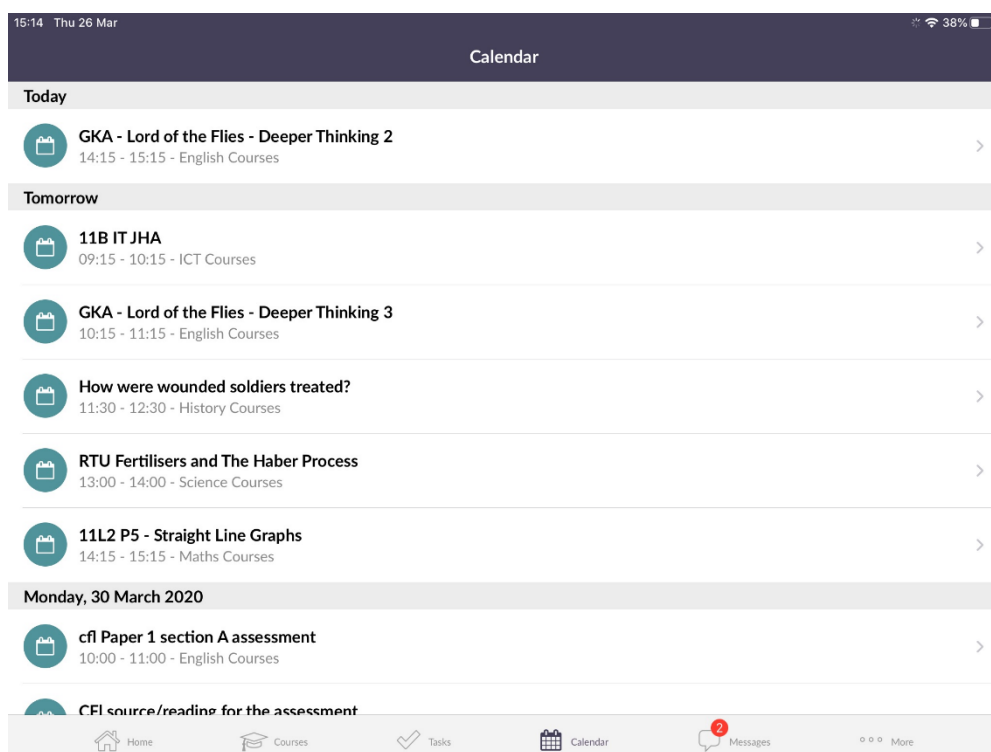 15:14 Thu 26 Mar 38%
Calendar
Today
GKA - Lord of the Flies - Deeper Thinking 2
14:15 - 15:15 - English Courses
Tomorrow
11B IT JHA
09:15 - 10:15 - ICT Courses
GKA - Lord of the Flies - Deeper Thinking 3
10:15 - 11:15 - English Courses
How were wounded soldiers treated?
11:30 - 12:30 - History Courses
RTU Fertilisers and The Haber Process
13:00 - 14:00 - Science Courses
11L2 P5 - Straight Line Graphs
14:15 - 15:15 - Maths Courses
Monday, 30 March 2020
cfl Paper 1 section A assessment
10:00 - 11:00 - English Courses
CFL source/reading for the assessment
Home Courses Tasks Calendar 2 Messages More